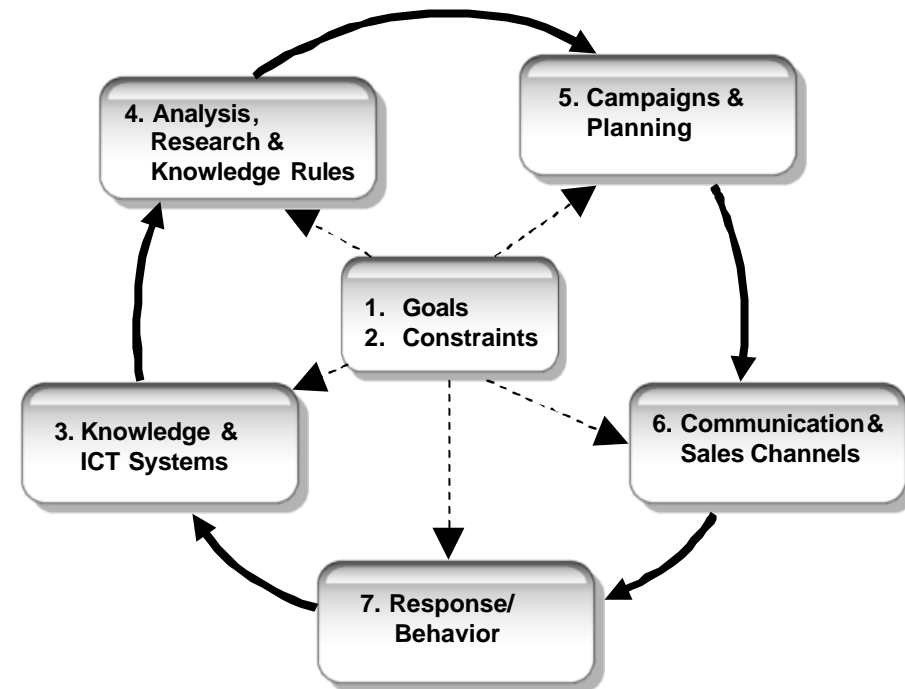 4. Analysis,
Research &
Knowledge Rules
5. Campaigns &
Planning
1. Goals
2. Constraints
3. Knowledge &
ICT Systems
6. Communication &
Sales Channels
7. Response/
Behavior